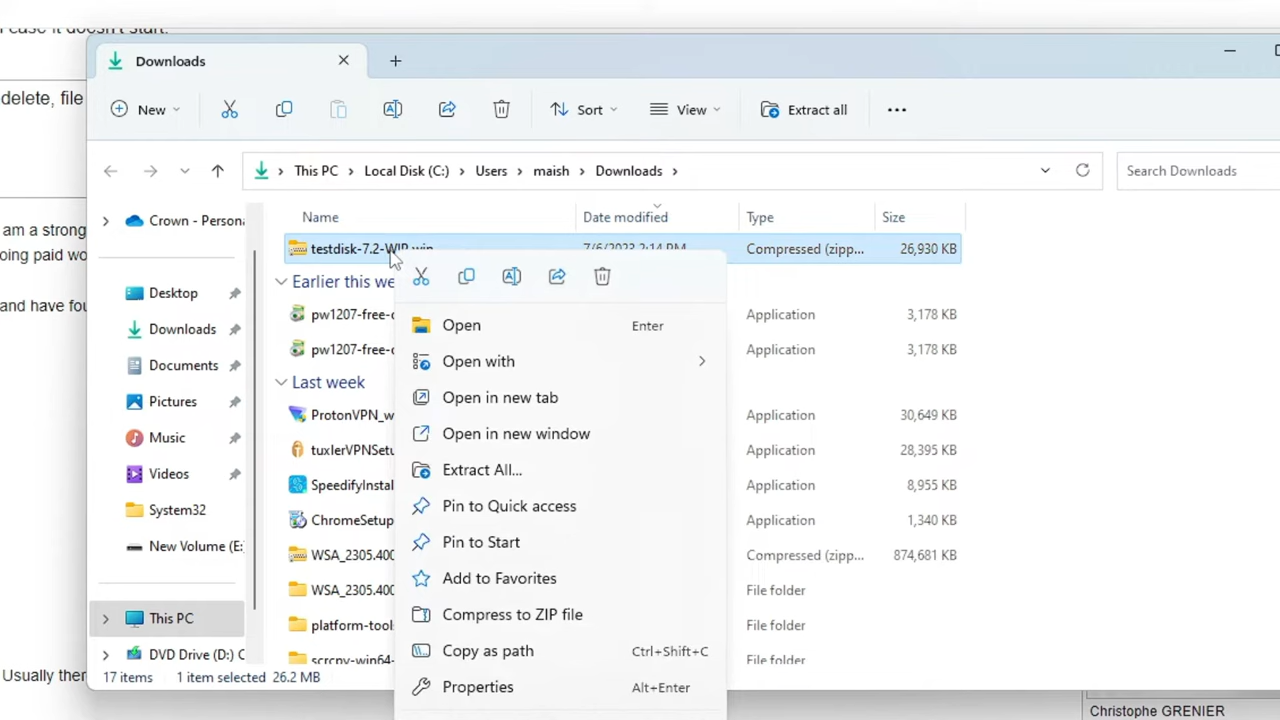 case it doesn't start.
Downloads
delete, file
New
Sort
View
Extract all
This PC > Local Disk (C:) > Users > maish > Downloads >
Search Downloads
am a strong
oing paid wo
and have fou
Usually ther
Crown - Persona
Desktop
Downloads
Documents
Pictures
Music
Videos
System32
New Volume (E:
This PC
DVD Drive (D:) C
Name Date modified Type Size
testdisk-7.2-WIP.win 7/6/2023 2:14 PM Compressed (zipp... 26,930 KB
Earlier this we
pw1207-free- Application 3,178 KB
pw1207-free- Application 3,178 KB
Last week
ProtonVPN_w Application 30,649 KB
tuxlerVPNSetu Application 28,395 KB
SpeedifyInstal Application 8,955 KB
ChromeSetup Application 1,340 KB
WSA_2305.400 Compressed (zipp... 874,681 KB
WSA_2305.400 File folder
platform-tool File folder
scrcpy-win64- File folder
Open Enter
Open with
Open in new tab
Open in new window
Extract All...
Pin to Quick access
Pin to Start
Add to Favorites
Compress to ZIP file
Copy as path Ctrl+Shift+C
Properties Alt+Enter
17 items 1 item selected 26.2 MB
Christophe GRENIER